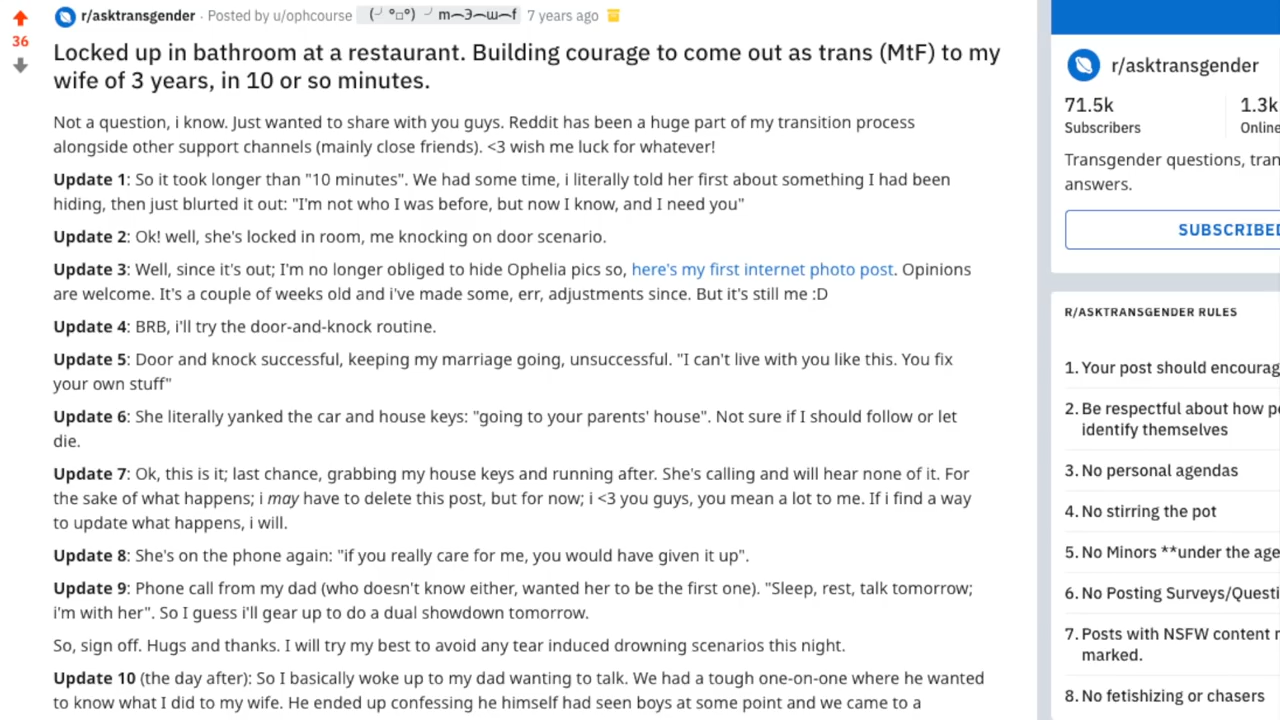 r/asktransgender · Posted by u/ophcourse (╯°□°) ╯ m⁓Э⁓ω⁓f 7 years ago
36
Locked up in bathroom at a restaurant. Building courage to come out as trans (MtF) to my
wife of 3 years, in 10 or so minutes.
Not a question, i know. Just wanted to share with you guys. Reddit has been a huge part of my transition process
alongside other support channels (mainly close friends). <3 wish me luck for whatever!
Update 1: So it took longer than "10 minutes". We had some time, i literally told her first about something I had been
hiding, then just blurted it out: "I'm not who I was before, but now I know, and I need you"
Update 2: Ok! well, she's locked in room, me knocking on door scenario.
Update 3: Well, since it's out; I'm no longer obliged to hide Ophelia pics so, here's my first internet photo post. Opinions
are welcome. It's a couple of weeks old and i've made some, err, adjustments since. But it's still me :D
Update 4: BRB, i'll try the door-and-knock routine.
Update 5: Door and knock successful, keeping my marriage going, unsuccessful. "I can't live with you like this. You fix
your own stuff"
Update 6: She literally yanked the car and house keys: "going to your parents' house". Not sure if I should follow or let
die.
Update 7: Ok, this is it; last chance, grabbing my house keys and running after. She's calling and will hear none of it. For
the sake of what happens; i may have to delete this post, but for now; i <3 you guys, you mean a lot to me. If i find a way
to update what happens, i will.
Update 8: She's on the phone again: "if you really care for me, you would have given it up".
Update 9: Phone call from my dad (who doesn't know either, wanted her to be the first one). "Sleep, rest, talk tomorrow;
i'm with her". So I guess i'll gear up to do a dual showdown tomorrow.
So, sign off. Hugs and thanks. I will try my best to avoid any tear induced drowning scenarios this night.
Update 10 (the day after): So I basically woke up to my dad wanting to talk. We had a tough one-on-one where he wanted
to know what I did to my wife. He ended up confessing he himself had seen boys at some point and we came to a
r/asktransgender
71.5k 1.3k
Subscribers Online
Transgender questions, tran
answers.
SUBSCRIBED
R/ASKTRANSGENDER RULES
1. Your post should encourag
2. Be respectful about how pe
identify themselves
3. No personal agendas
4. No stirring the pot
5. No Minors **under the age
6. No Posting Surveys/Questi
7. Posts with NSFW content
marked.
8. No fetishizing or chasers